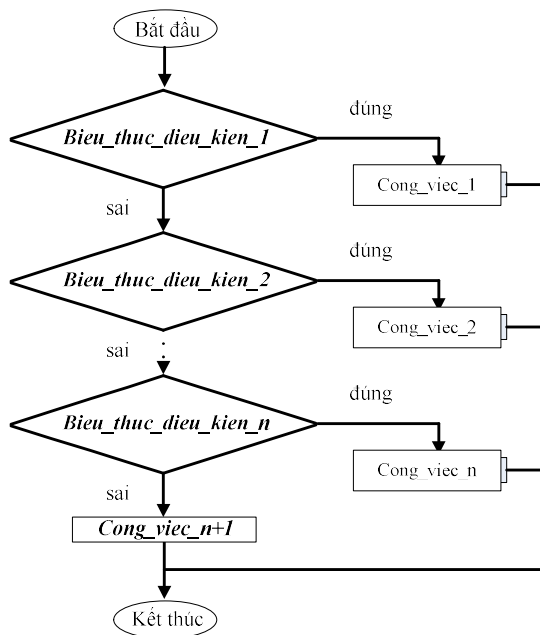 Bắt đầu
Bieu_thuc_dieu_kien_1
đúng
Cong_viec_1
sai
Bieu_thuc_dieu_kien_2
đúng
Cong_viec_2
sai
Bieu_thuc_dieu_kien_n
đúng
Cong_viec_n
sai
Cong_viec_n+1
Kết thúc